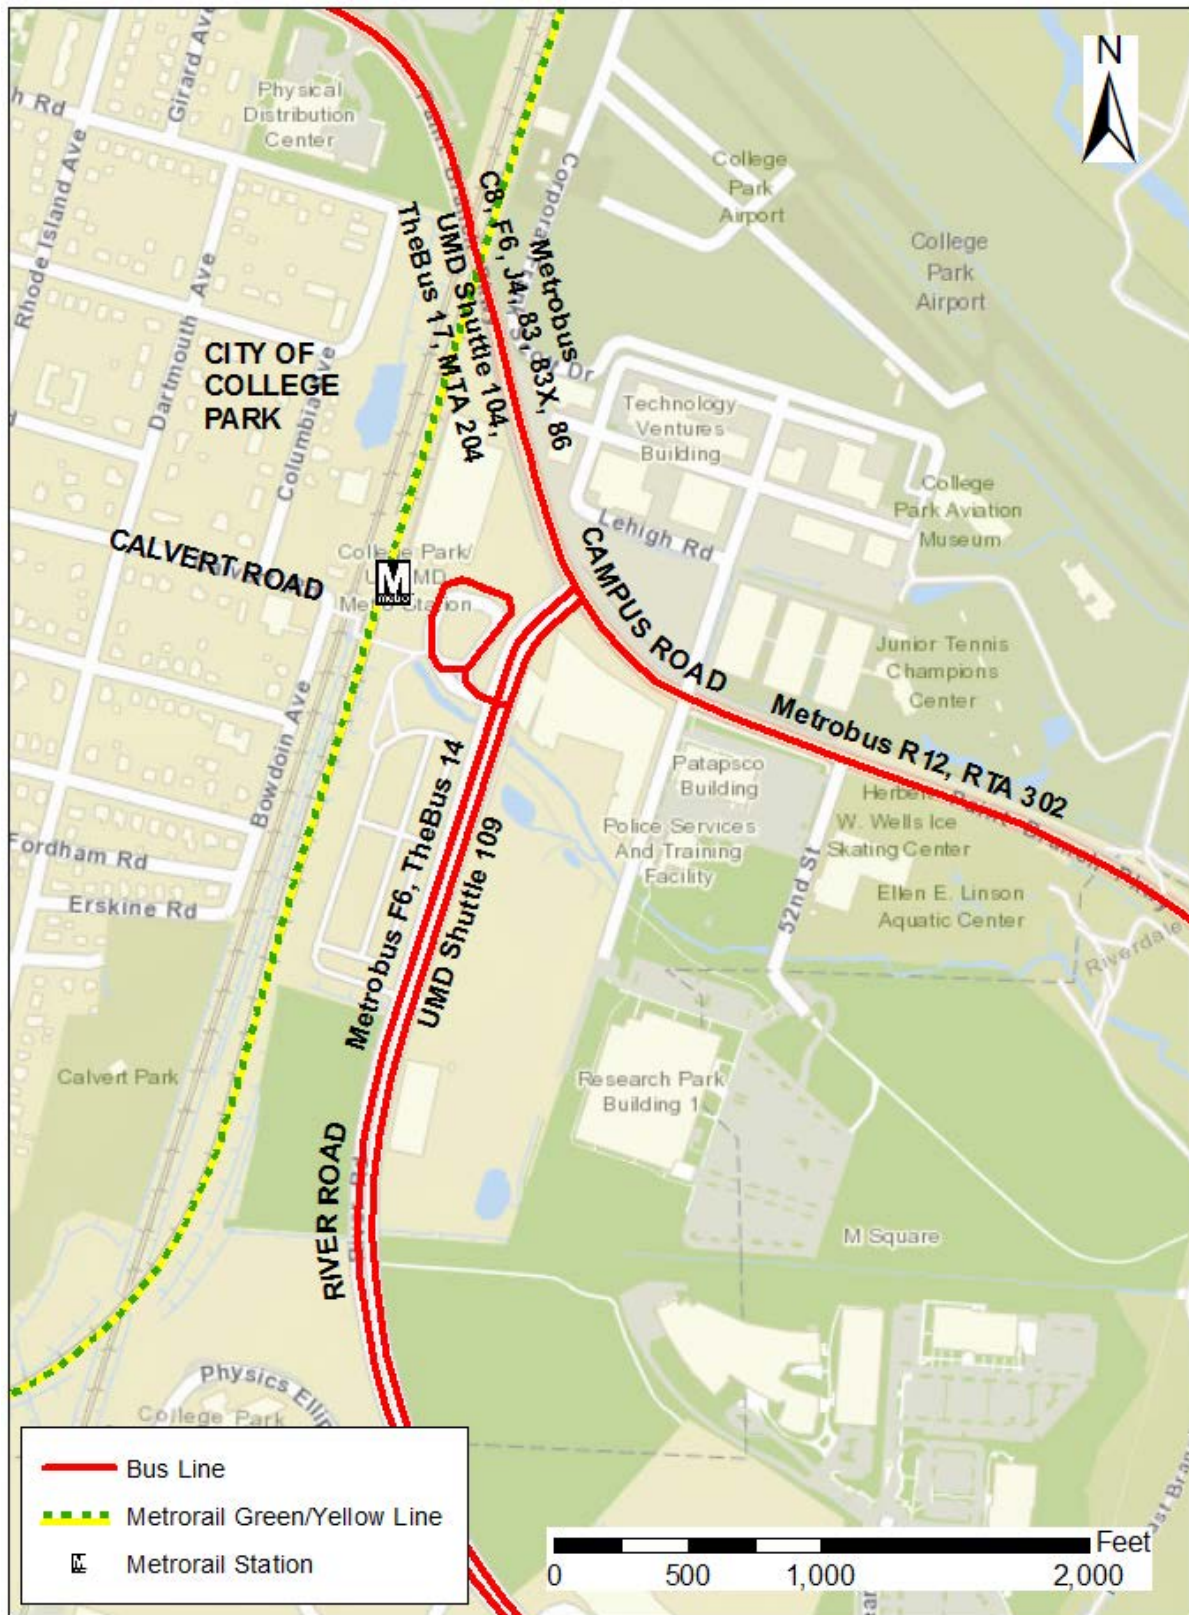 N
Physical
Distribution
Center
Girard Ave
h Rd
Rhode Island Ave
Dartmouth Ave
Columbia Ave
CITY OF
COLLEGE
PARK
College
Park
Airport
College
Park
Airport
Metrobus
C8, F6, J4, 83, 83X, 86
UMD Shuttle 104,
TheBus 17, MTA 204
Technology
Ventures
Building
College
Park Aviation
Museum
Lehigh Rd
CALVERT ROAD
College Park/
M
Metro Station
CAMPUS ROAD
Junior Tennis
Champions
Center
Metrobus R12, RTA 302
Bowdoin Ave
Patapsco
Building
Police Services
And Training
Facility
W. Wells Ice
Skating Center
Ellen E. Linson
Aquatic Center
52nd St
Riverdale
Fordham Rd
Erskine Rd
Metrobus F6, TheBus 14
UMD Shuttle 109
Calvert Park
Research Park
Building 1
RIVER ROAD
M Square
College Park
Bus Line
Metrorail Green/Yellow Line
M
Metrorail Station
Feet
0 500 1,000 2,000